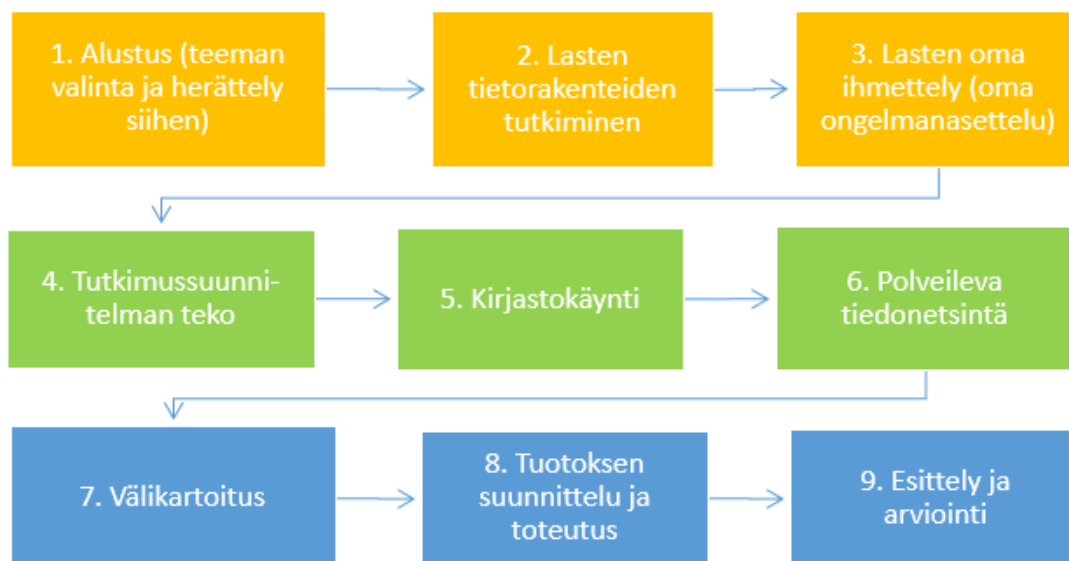 1. Alustus (teeman
valinta ja herättely
siihen)
2. Lasten
tietorakenteiden
tutkiminen
3. Lasten oma
ihmettely (oma
ongelmanasettelu)
4. Tutkimussuunni-
telman teko
5. Kirjastokäynti
6. Polveileva
tiedonetsintä
7. Välikartoitus
8. Tuotoksen
suunnittelu ja
toteutus
9. Esittely ja
arviointi